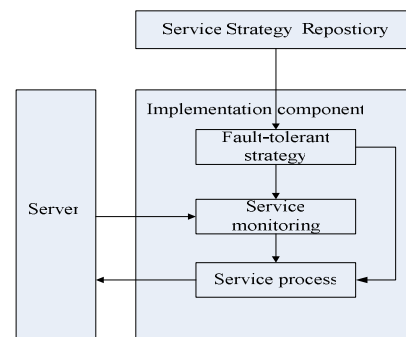 Service Strategy Repostiory
Implementation component
Fault-tolerant
strategy
Server
Service
monitoring
Service process